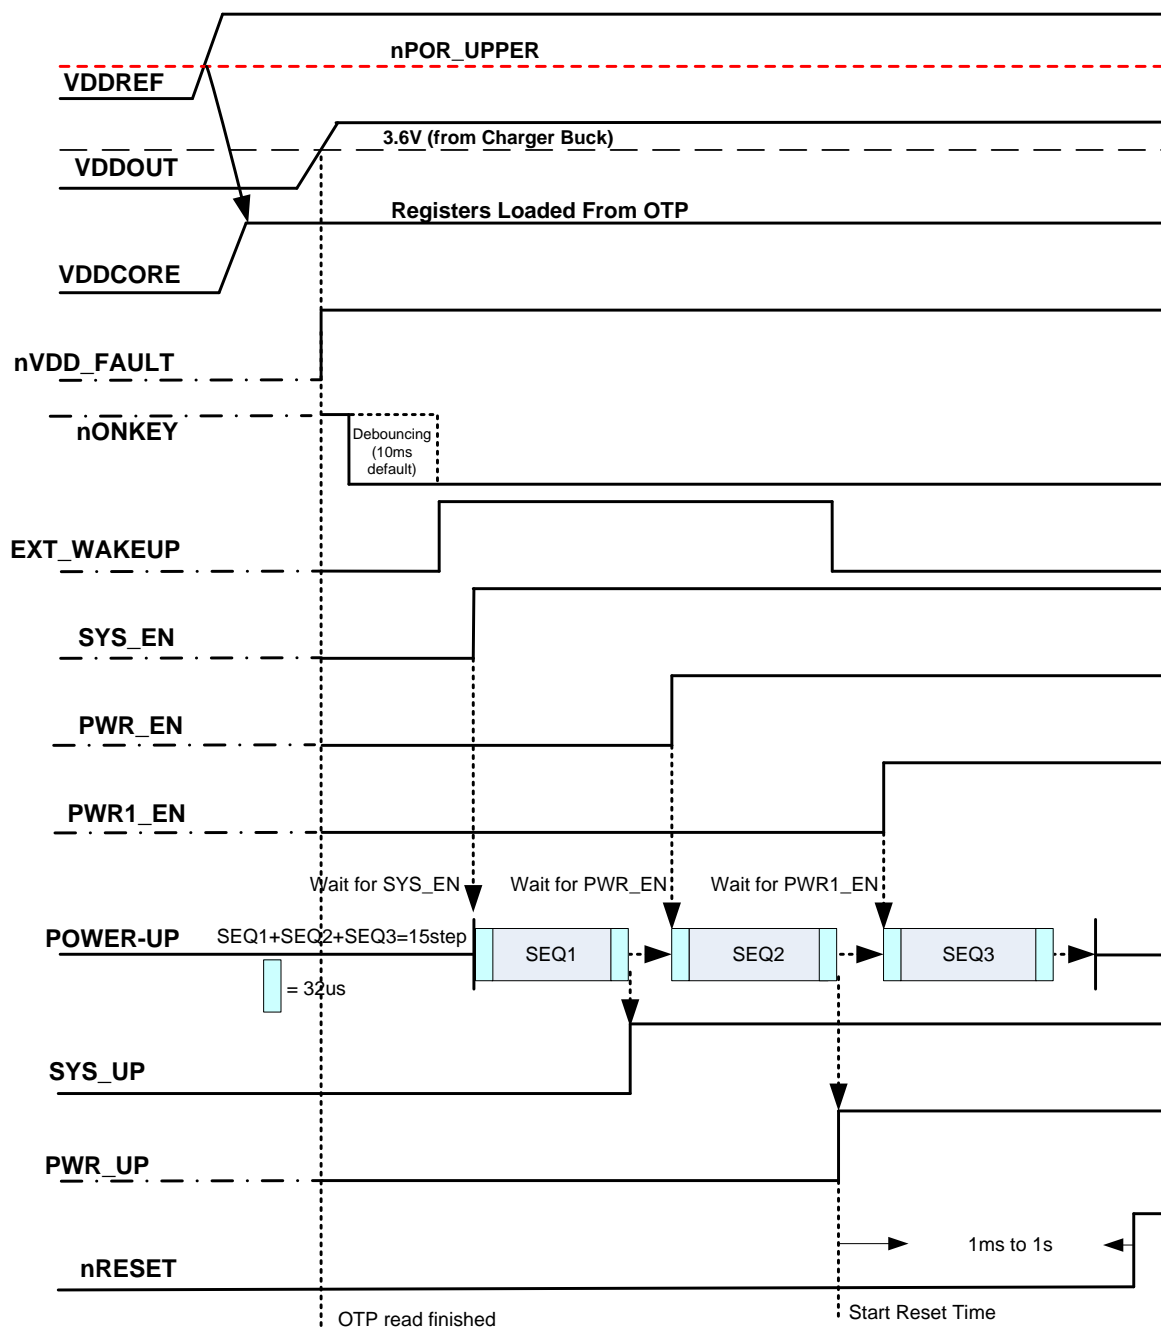 nPOR_UPPER
VDDREF
3.6V (from Charger Buck)
VDDOUT
Registers Loaded From OTP
VDDCORE
nVDD_FAULT
nONKEY
Debouncing
(10ms
default)
EXT_WAKEUP
SYS_EN
PWR_EN
PWR1_EN
Wait for SYS_EN
Wait for PWR_EN
Wait for PWR1_EN
POWER-UP
SEQ1+SEQ2+SEQ3=15step
SEQ1
SEQ2
SEQ3
= 32us
SYS_UP
PWR_UP
1ms to 1s
nRESET
OTP read finished
Start Reset Time